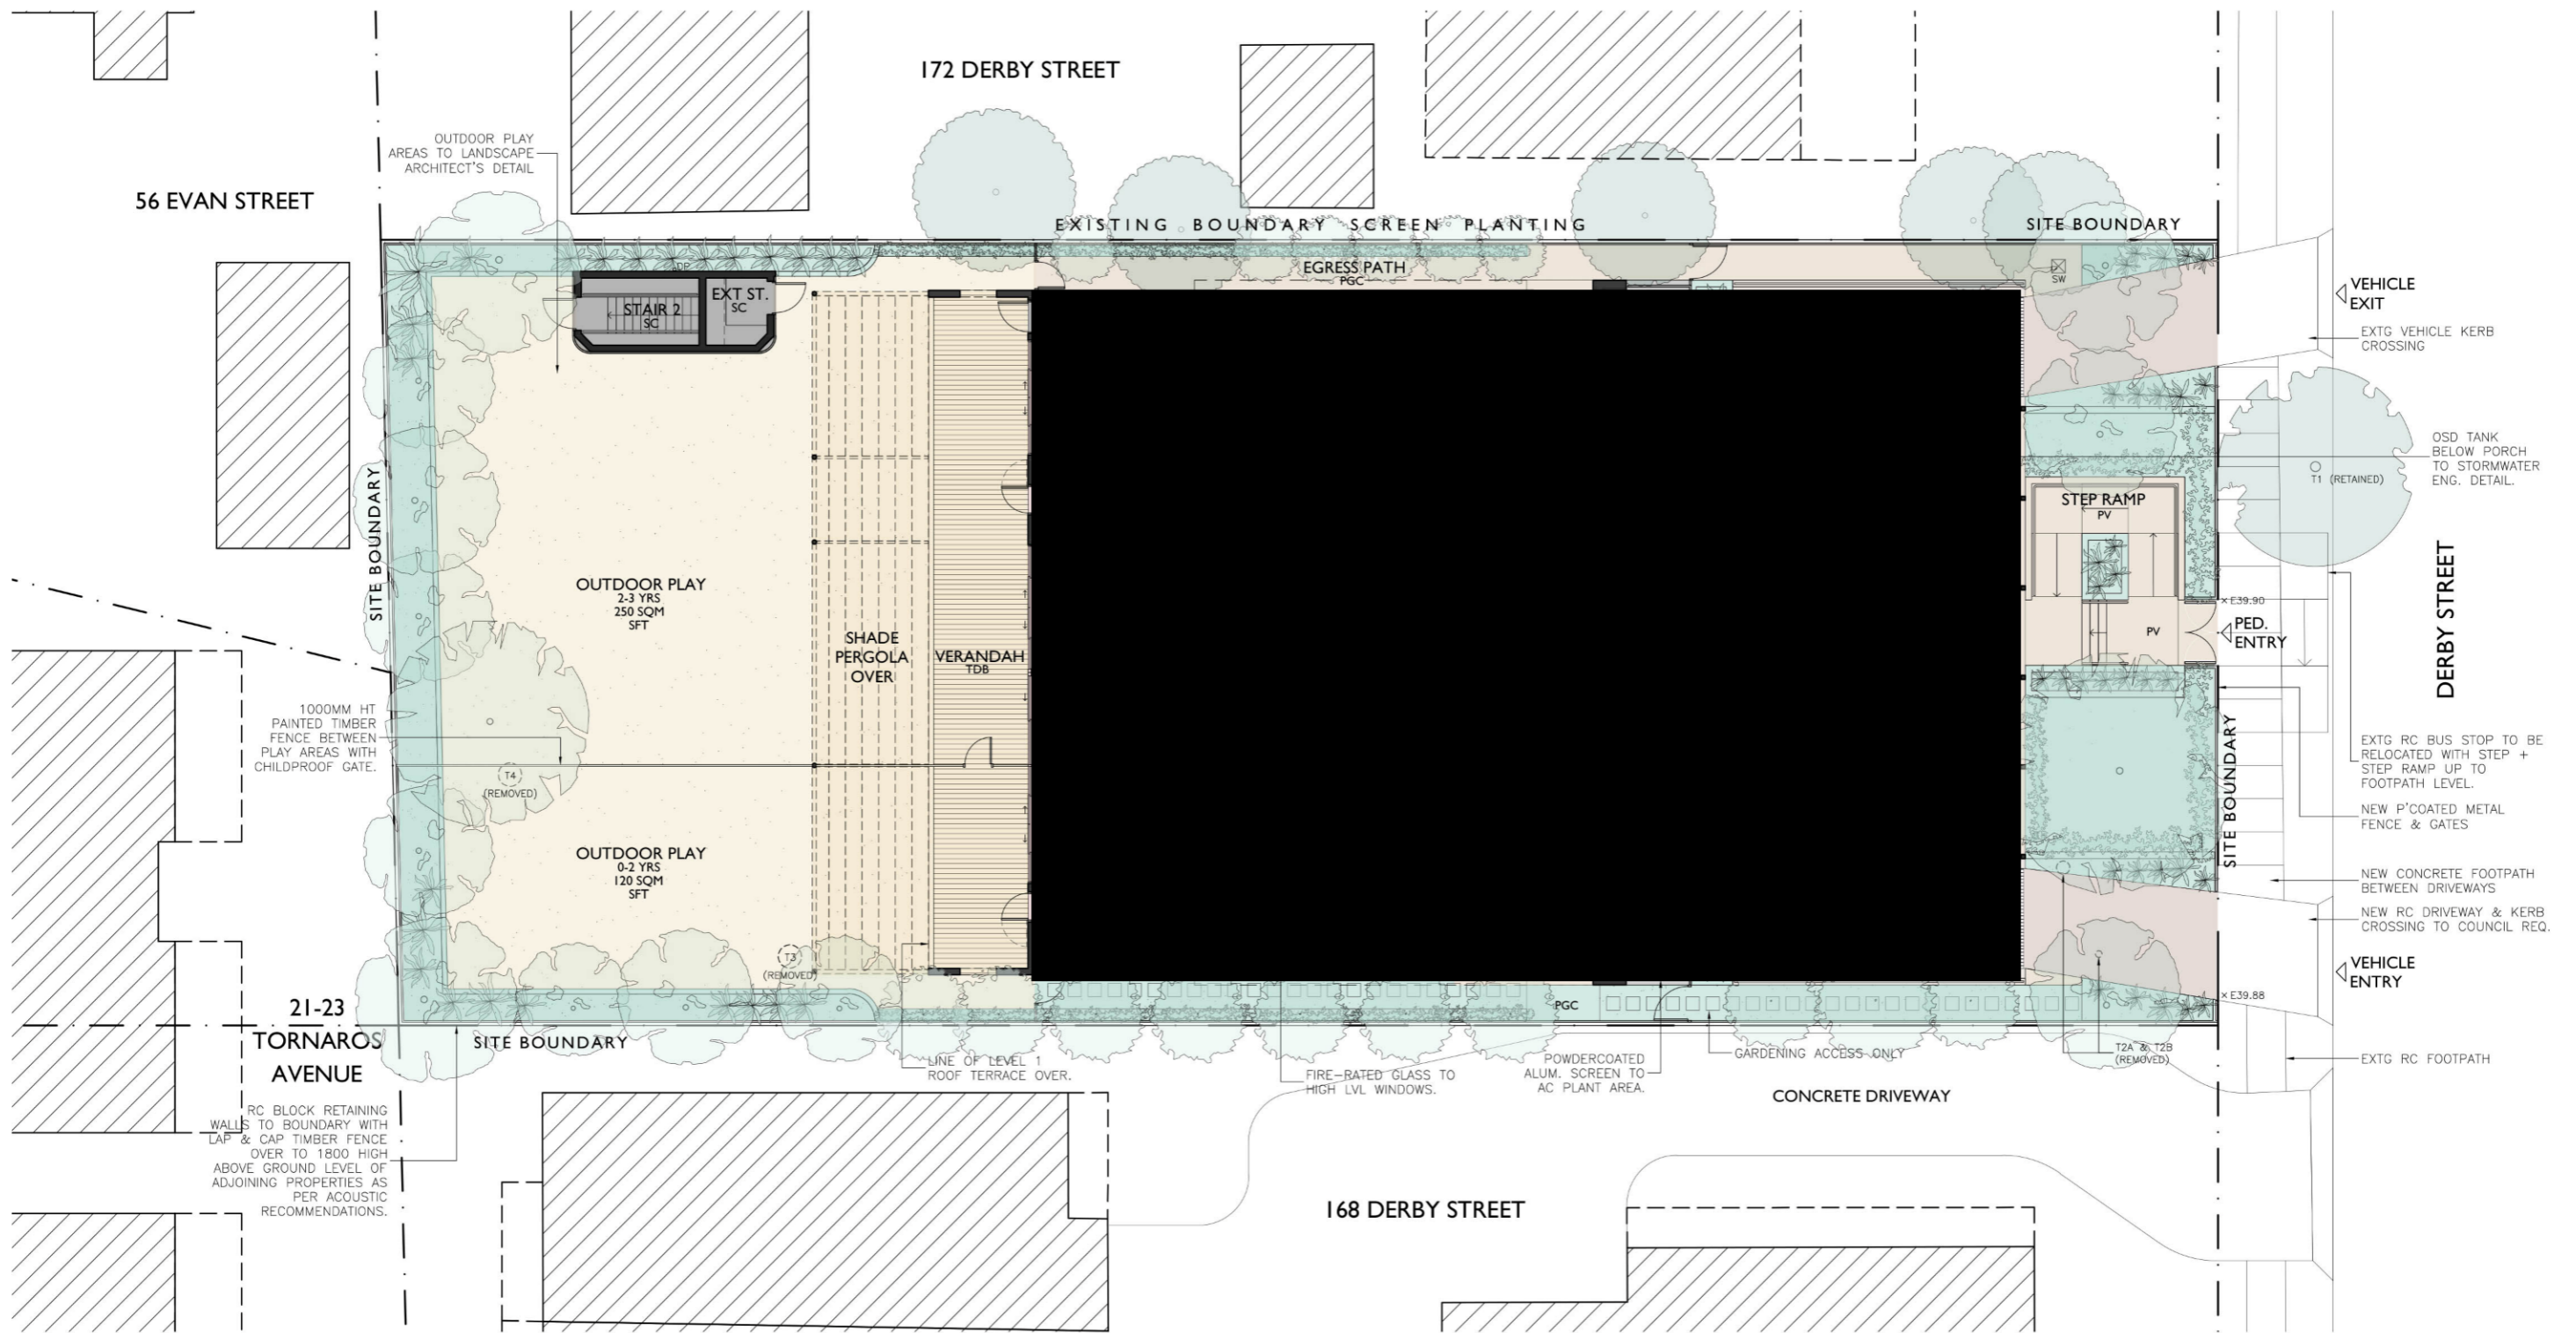 172 DERBY STREET
OUTDOOR PLAY
AREAS TO LANDSCAPE
ARCHITECT'S DETAIL
56 EVAN STREET
EXISTING BOUNDARY SCREEN PLANTING
SITE BOUNDARY
EGRESS PATH
PGC
SW
STAIR 2
SC
EXT ST.
SC
VEHICLE
EXIT
EXTG VEHICLE KERB
CROSSING
OSD TANK
BELOW PORCH
TO STORMWATER
ENG. DETAIL.
T1 (RETAINED)
STEP RAMP
PV
SITE BOUNDARY
DERBY STREET
OUTDOOR PLAY
2-3 YRS
250 SQM
SFT
SHADE
PERGOLA
OVER
VERANDAH
TDB
×E39.90
PV
PED.
ENTRY
1000MM HT
PAINTED TIMBER
FENCE BETWEEN
PLAY AREAS WITH
CHILDPROOF GATE.
T4
(REMOVED)
EXTG RC BUS STOP TO BE
RELOCATED WITH STEP +
STEP RAMP UP TO
FOOTPATH LEVEL.
SITE BOUNDARY
NEW P'COATED METAL
FENCE & GATES
OUTDOOR PLAY
0-2 YRS
120 SQM
SFT
NEW CONCRETE FOOTPATH
BETWEEN DRIVEWAYS
NEW RC DRIVEWAY & KERB
CROSSING TO COUNCIL REQ.
T3
(REMOVED)
VEHICLE
ENTRY
×E39.88
PGC
21-23
TORNAROS
AVENUE
SITE BOUNDARY
LINE OF LEVEL 1
ROOF TERRACE OVER.
FIRE-RATED GLASS TO
HIGH LVL WINDOWS.
POWDERCOATED
ALUM. SCREEN TO
AC PLANT AREA.
GARDENING ACCESS ONLY
T2A & T2B
(REMOVED)
EXTG RC FOOTPATH
CONCRETE DRIVEWAY
RC BLOCK RETAINING
WALLS TO BOUNDARY WITH
LAP & CAP TIMBER FENCE
OVER TO 1800 HIGH
ABOVE GROUND LEVEL OF
ADJOINING PROPERTIES AS
PER ACOUSTIC
RECOMMENDATIONS.
168 DERBY STREET